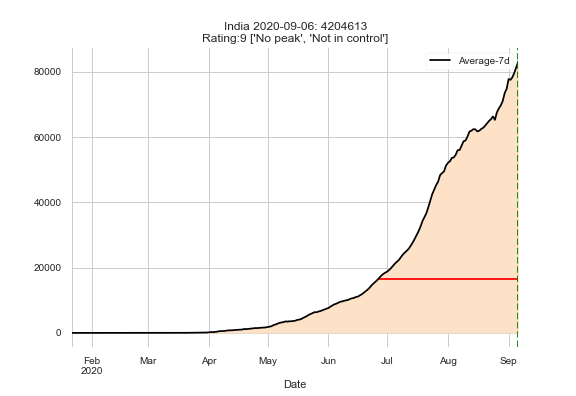 India 2020-09-06: 4204613
Rating:9 ['No peak', 'Not in control']
Average-7d
80000
60000
40000
20000
0
Feb Mar Apr May Jun Jul Aug Sep
2020
Date